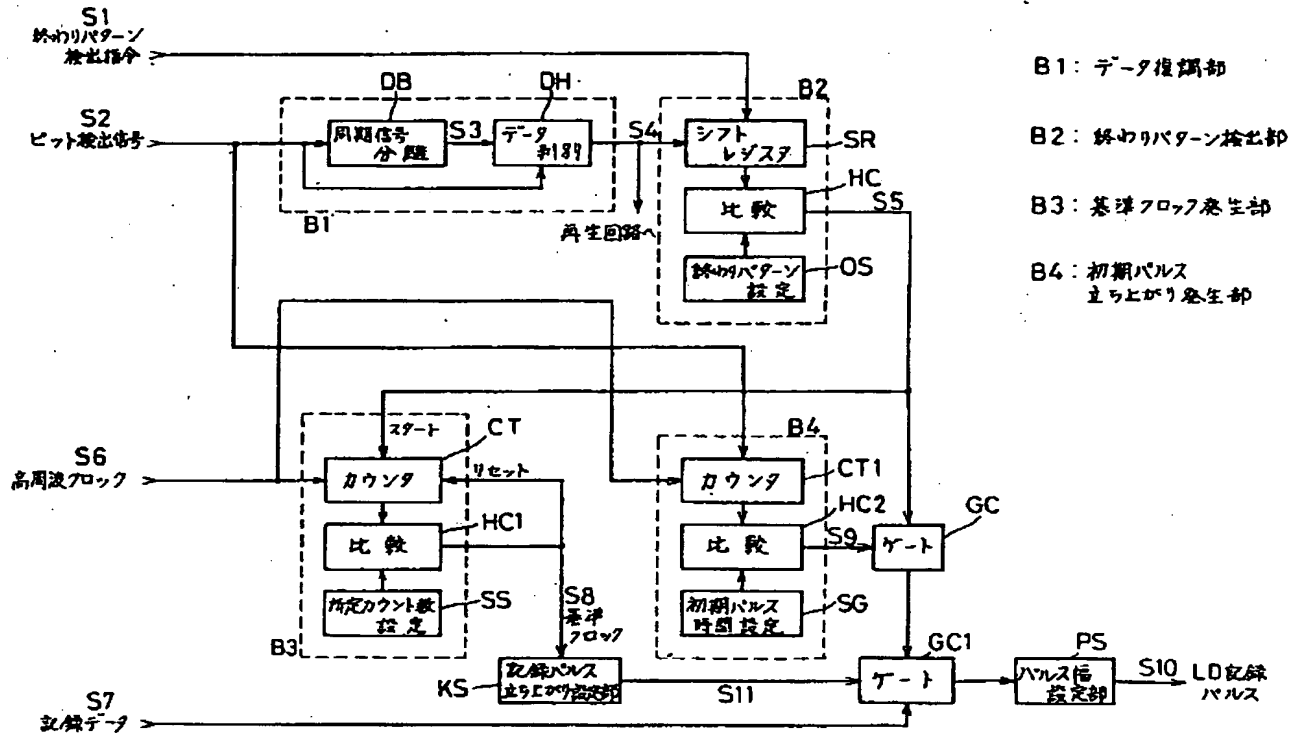 S1
終わりパターン
検出指令
S2
ピット検出信号
DB
周期信号
分離
S3
DH
データ
S4
B1
再生回路へ
B2
シフト
レジスタ
SR
HC
比較
S5
終わりパターン
設定
OS
B1：データ復調部
B2：終わりパターン検出部
B3：基準クロック発生部
B4：初期パルス
立ち上がり発生部
S6
高周波クロック
スタート
CT
カウンタ
リセット
HC1
比較
指定カウント数
設定
SS
B3
S8
基準
クロック
B4
カウンタ
CT1
HC2
比較
S9
初期パルス
時間設定
SG
GC
ゲート
KS
記録パルス
立ち上がり設定部
S11
GC1
ゲート
PS
パルス幅
設定部
S10
LD記録
パルス
S7
記録データ